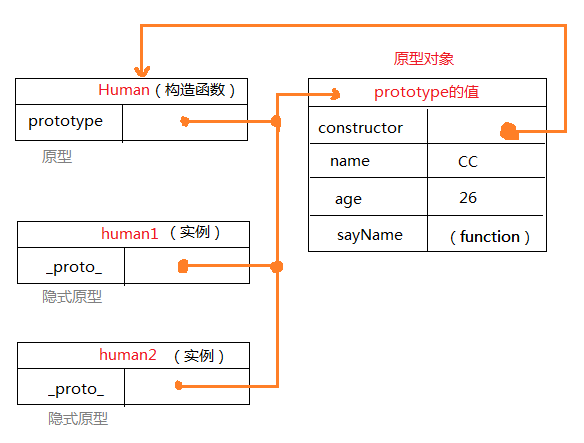 原型对象
Human（构造函数）
prototype
原型
prototype的值
constructor
name CC
age 26
sayName （function）
human1 （实例）
_proto_
隐式原型
human2 （实例）
_proto_
隐式原型